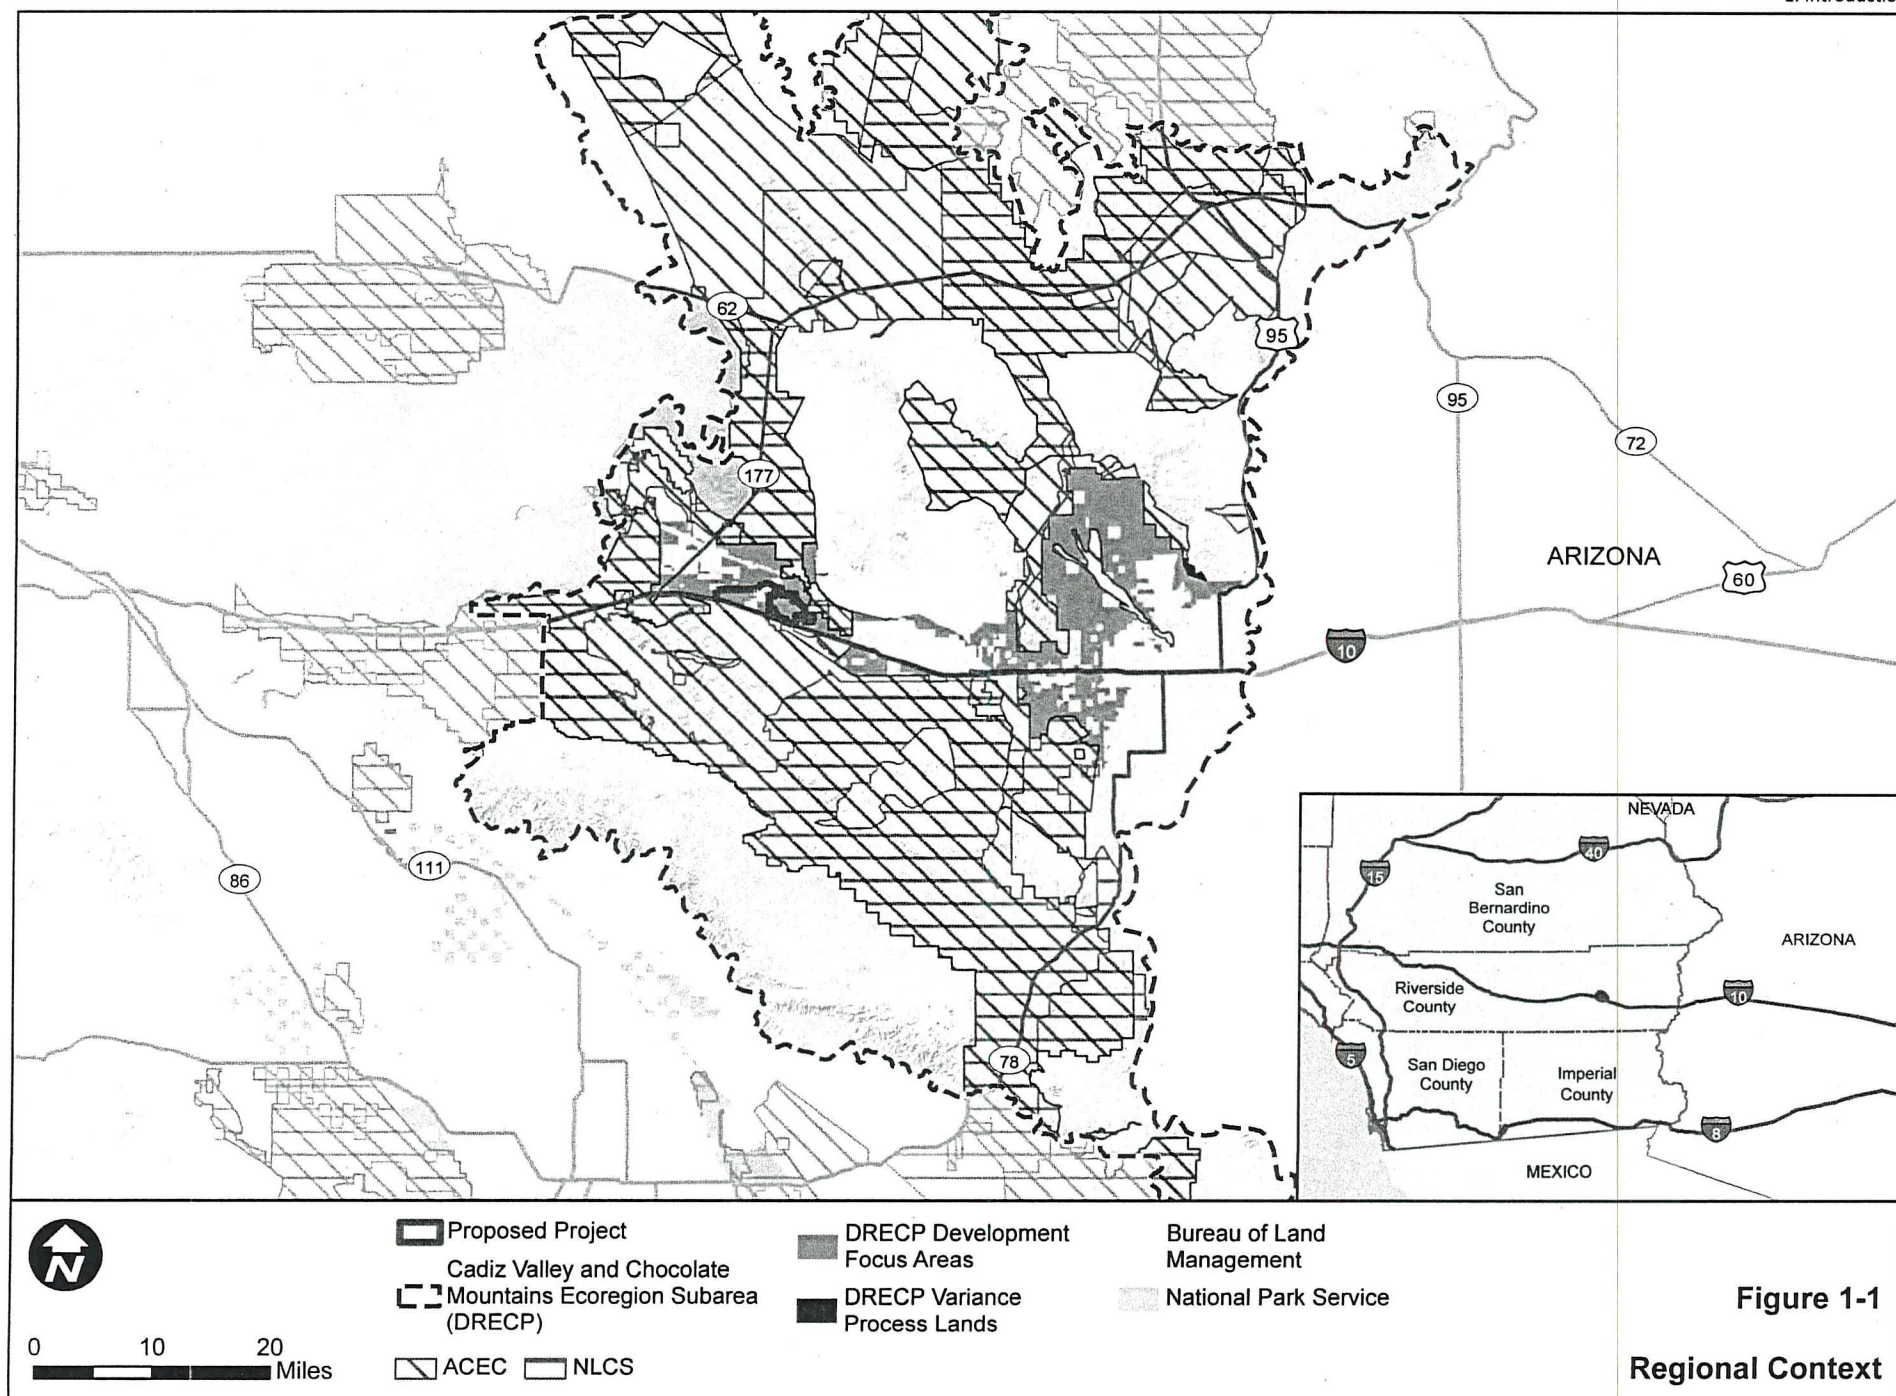 62
95
177
95
72
ARIZONA
60
10
86
111
78
NEVADA
40
15
San
Bernardino
County
ARIZONA
Riverside
County
10
5
San Diego
County
Imperial
County
8
MEXICO
N
0 10 20
Miles
Proposed Project
Cadiz Valley and Chocolate
Mountains Ecoregion Subarea
(DRECP)
ACEC NLCS
DRECP Development
Focus Areas
DRECP Variance
Process Lands
Bureau of Land
Management
National Park Service
Figure 1-1
Regional Context